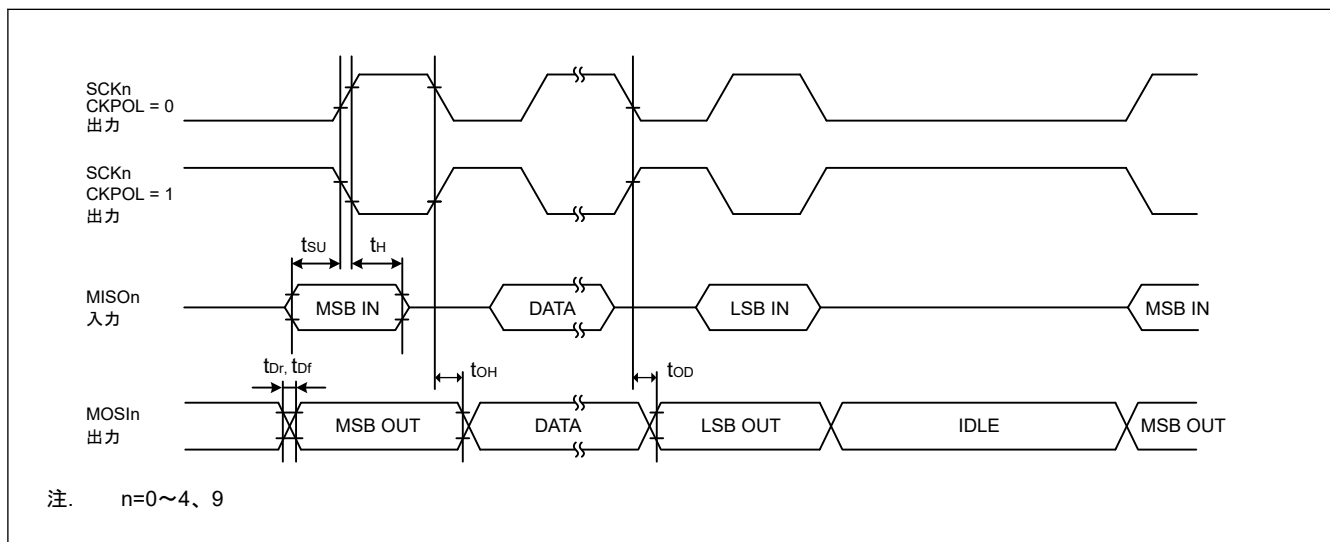 SCKn
CKPOL = 0
出力
SCKn
CKPOL = 1
出力
tSU
tH
MISOn
入力
MSB IN
DATA
LSB IN
MSB IN
tDr, tDf
tOH
tOD
MOSIn
出力
MSB OUT
DATA
LSB OUT
IDLE
MSB OUT
注. n=0～4、9